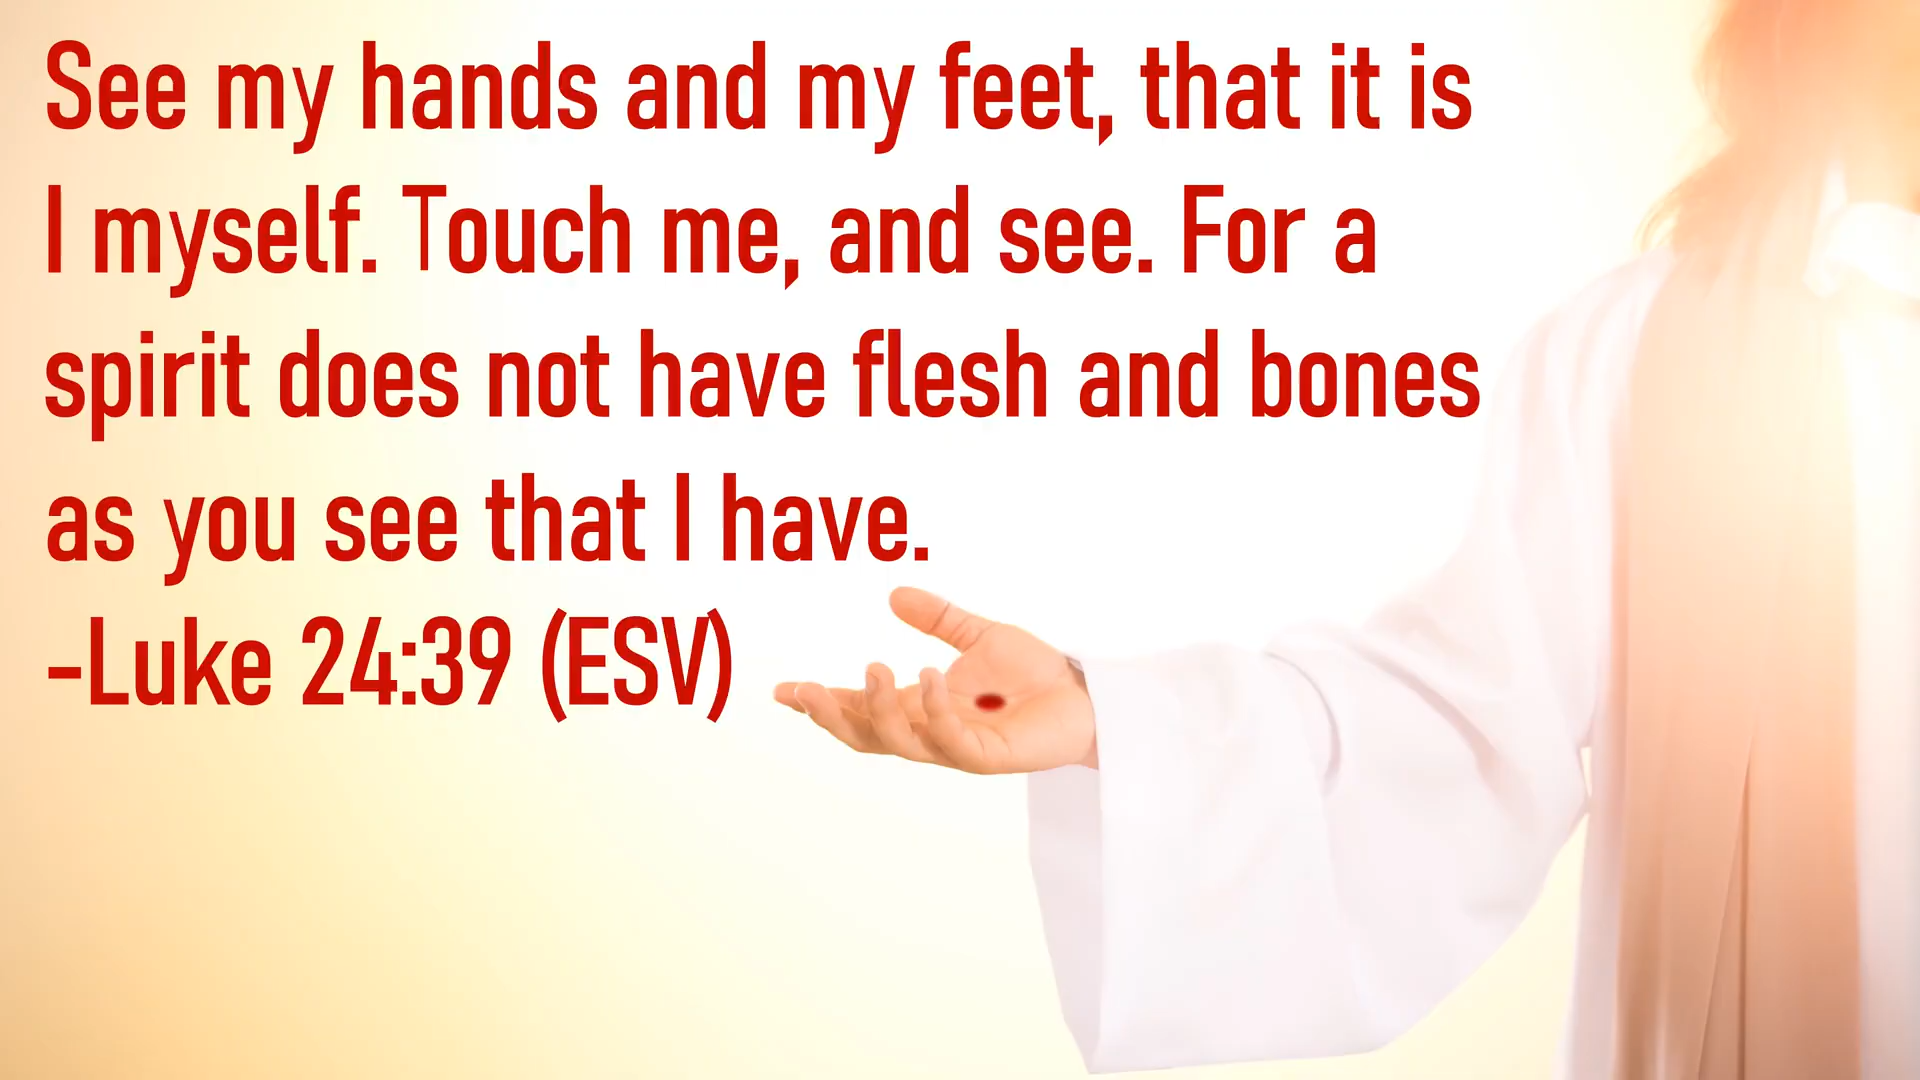 See my hands and my feet, that it is
I myself. Touch me, and see. For a
spirit does not have flesh and bones
as you see that I have.
-Luke 24:39 (ESV)